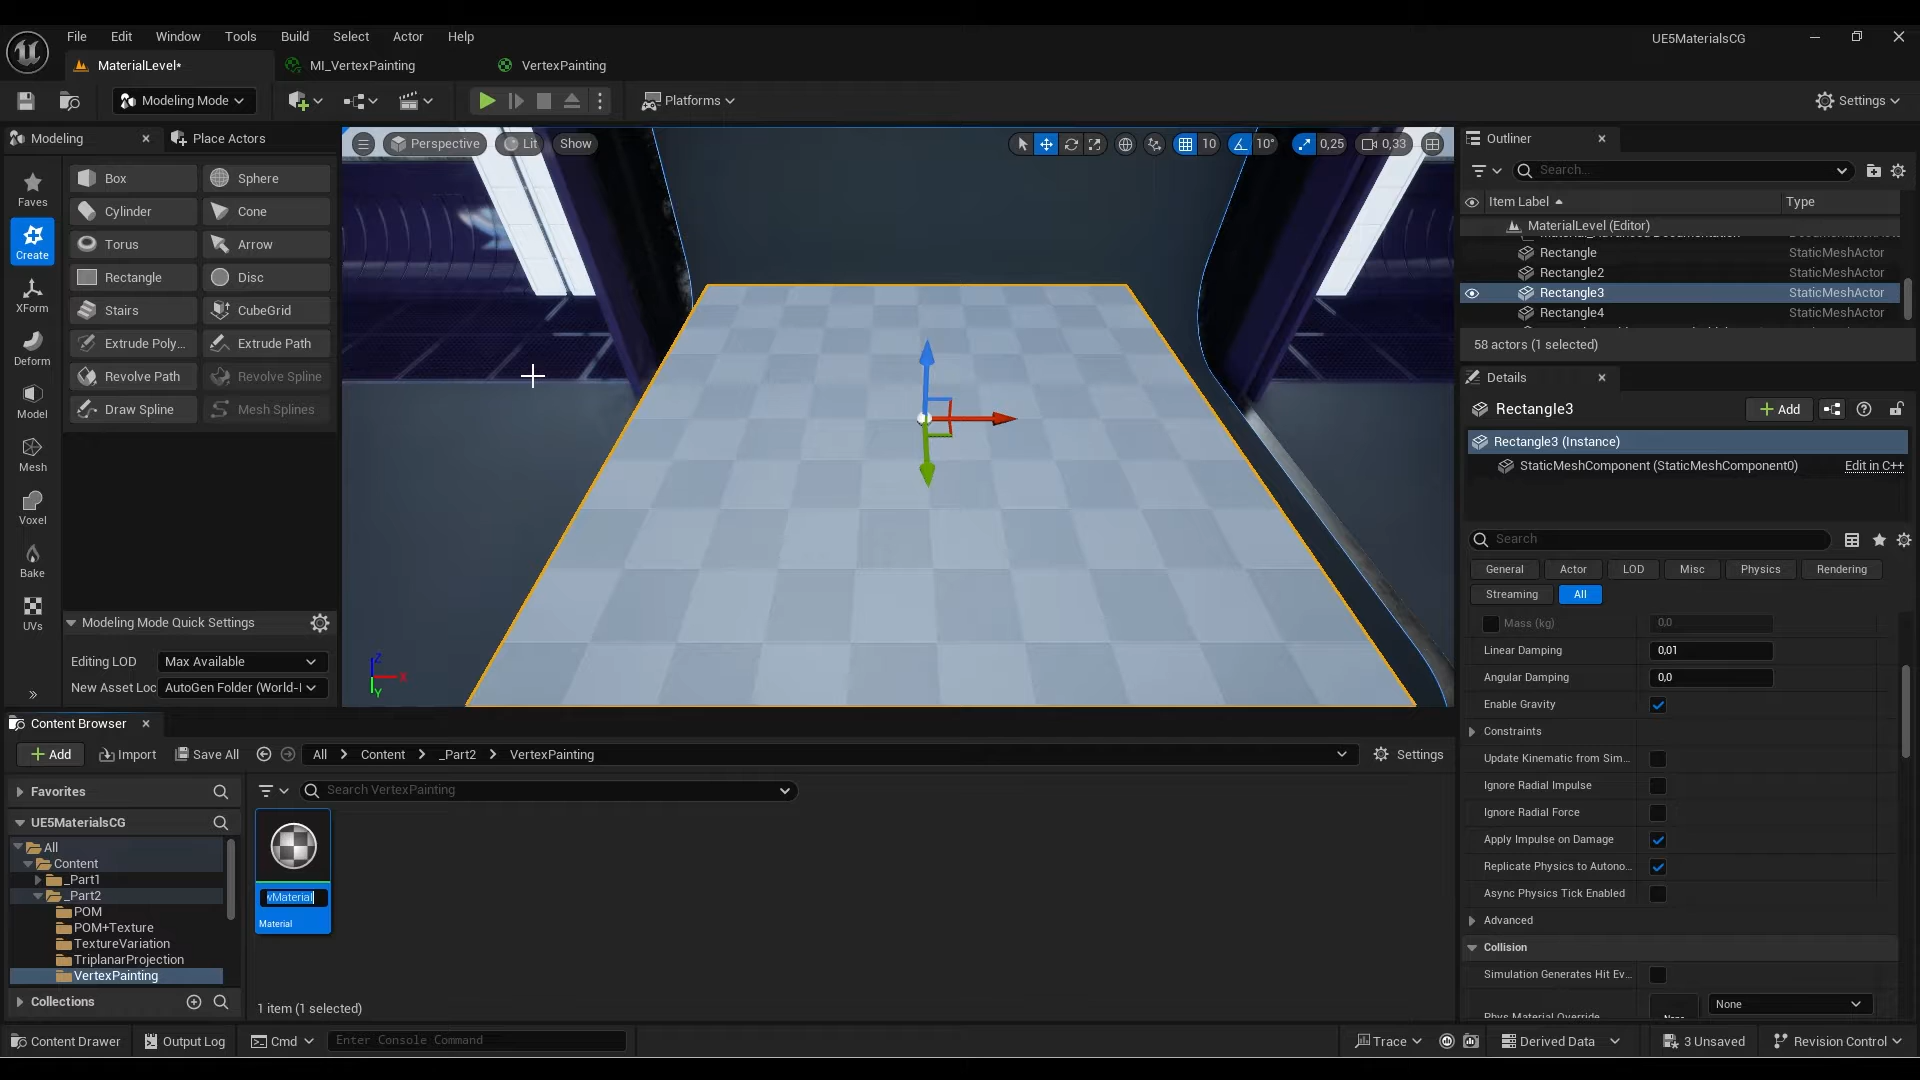 File Edit Window Tools Build Select Actor Help
UE5MaterialsCG
MaterialLevel* MI_VertexPainting VertexPainting
Modeling Mode Platforms Settings
Modeling Place Actors
Perspective Lit Show 10 10° 0,25 0,33
Faves
Create
XForm
Deform
Model
Mesh
Voxel
Bake
UVs
Box Sphere
Cylinder Cone
Torus Arrow
Rectangle Disc
Stairs CubeGrid
Extrude Poly... Extrude Path
Revolve Path Revolve Spline
Draw Spline Mesh Splines
Modeling Mode Quick Settings
Editing LOD Max Available
New Asset Loc AutoGen Folder (World-I
Z
X
Y
Outliner
Search...
Item Label Type
MaterialLevel (Editor)
Rectangle StaticMeshActor
Rectangle2 StaticMeshActor
Rectangle3 StaticMeshActor
Rectangle4 StaticMeshActor
58 actors (1 selected)
Details
Rectangle3 Add
Rectangle3 (Instance)
StaticMeshComponent (StaticMeshComponent0) Edit in C++
Search
General Actor LOD Misc Physics Rendering
Streaming All
Mass (kg) 0,0
Linear Damping 0,01
Angular Damping 0,0
Enable Gravity
Constraints
Update Kinematic from Sim...
Ignore Radial Impulse
Ignore Radial Force
Apply Impulse on Damage
Replicate Physics to Autono...
Async Physics Tick Enabled
Advanced
Collision
Simulation Generates Hit Ev...
None
Phys Material Override
Content Browser
Add Import Save All All Content _Part2 VertexPainting Settings
Favorites
Search VertexPainting
UE5MaterialsCG
All
Content
_Part1
_Part2
POM
POM+Texture
TextureVariation
TriplanarProjection
VertexPainting
Collections
vMaterial
Material
1 item (1 selected)
Content Drawer Output Log Cmd Enter Console Command Trace Derived Data 3 Unsaved Revision Control